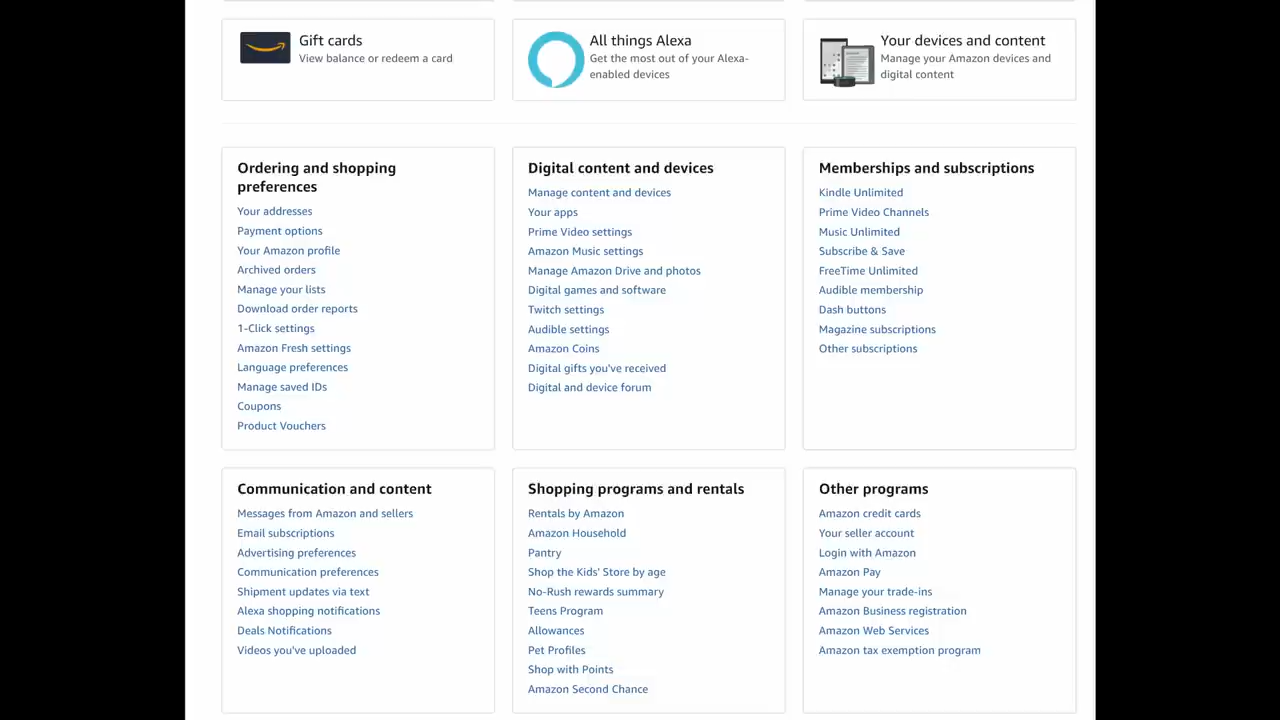 Gift cards
View balance or redeem a card
All things Alexa
Get the most out of your Alexa-
enabled devices
Your devices and content
Manage your Amazon devices and
digital content
Ordering and shopping
preferences
Your addresses
Payment options
Your Amazon profile
Archived orders
Manage your lists
Download order reports
1-Click settings
Amazon Fresh settings
Language preferences
Manage saved IDs
Coupons
Product Vouchers
Digital content and devices
Manage content and devices
Your apps
Prime Video settings
Amazon Music settings
Manage Amazon Drive and photos
Digital games and software
Twitch settings
Audible settings
Amazon Coins
Digital gifts you've received
Digital and device forum
Memberships and subscriptions
Kindle Unlimited
Prime Video Channels
Music Unlimited
Subscribe & Save
FreeTime Unlimited
Audible membership
Dash buttons
Magazine subscriptions
Other subscriptions
Communication and content
Messages from Amazon and sellers
Email subscriptions
Advertising preferences
Communication preferences
Shipment updates via text
Alexa shopping notifications
Deals Notifications
Videos you've uploaded
Shopping programs and rentals
Rentals by Amazon
Amazon Household
Pantry
Shop the Kids' Store by age
No-Rush rewards summary
Teens Program
Allowances
Pet Profiles
Shop with Points
Amazon Second Chance
Other programs
Amazon credit cards
Your seller account
Login with Amazon
Amazon Pay
Manage your trade-ins
Amazon Business registration
Amazon Web Services
Amazon tax exemption program